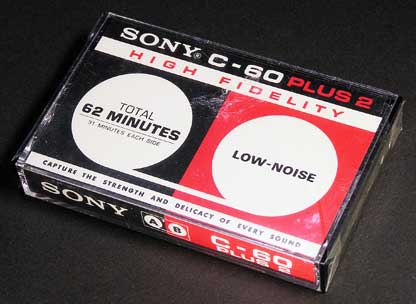 SONY® C-60 PLUS 2
HIGH FIDELITY
TOTAL
62 MINUTES
31 MINUTES EACH SIDE
LOW-NOISE
CAPTURE THE STRENGTH AND DELICACY OF EVERY SOUND
SONY A B C-60
PLUS 2